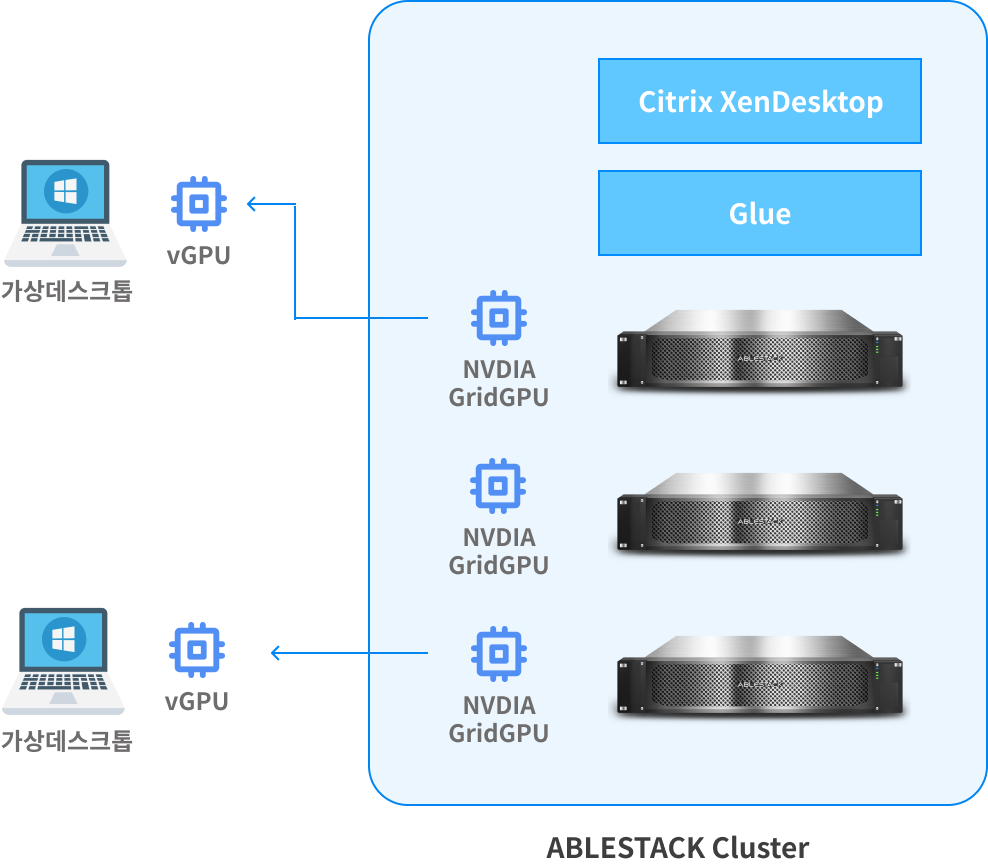 Citrix XenDesktop
Glue
vGPU
가상데스크톱
NVDIA
GridGPU
ABLESTACK
NVDIA
GridGPU
ABLESTACK
vGPU
가상데스크톱
NVDIA
GridGPU
ABLESTACK
ABLESTACK Cluster